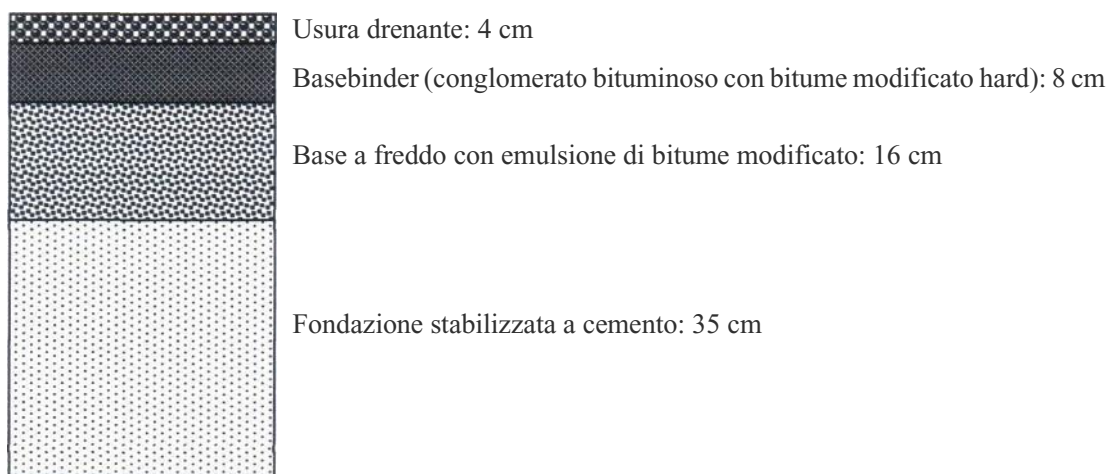 Usura drenante: 4 cm
Basebinder (conglomerato bituminoso con bitume modificato hard): 8 cm
Base a freddo con emulsione di bitume modificato: 16 cm
Fondazione stabilizzata a cemento: 35 cm